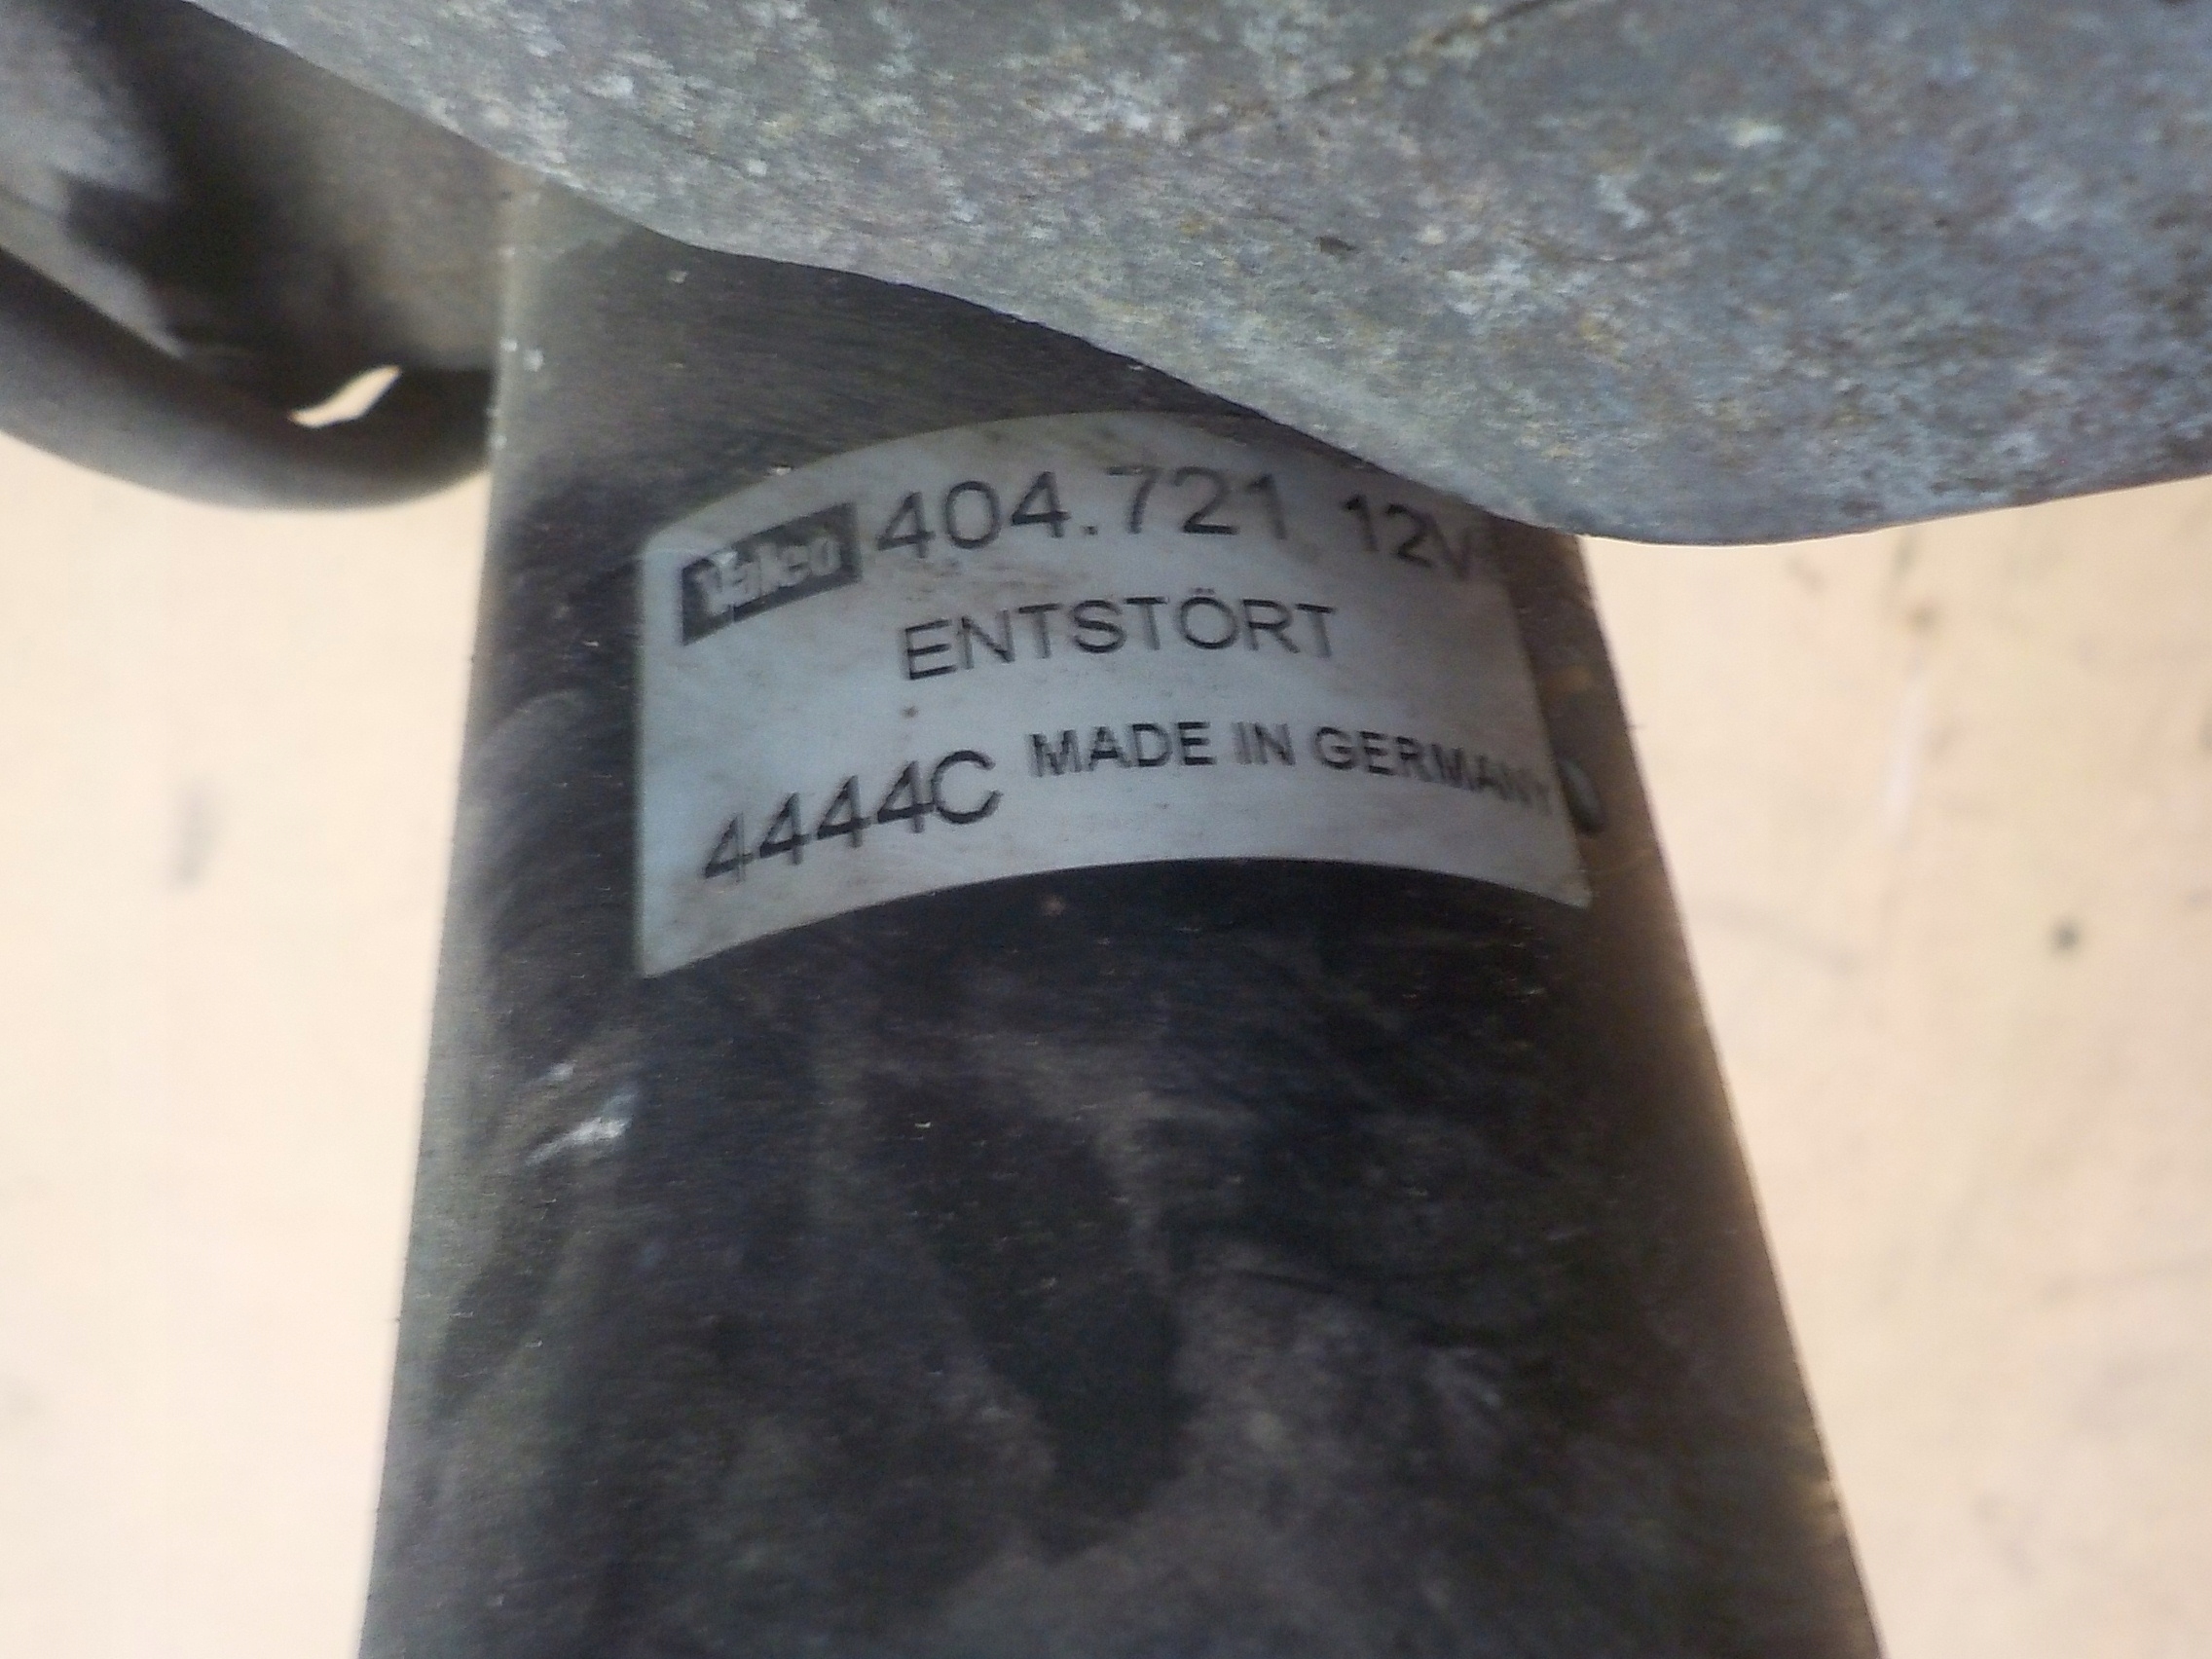 Valeo 404.721 12V
ENTSTÖRT
4444C MADE IN GERMANY